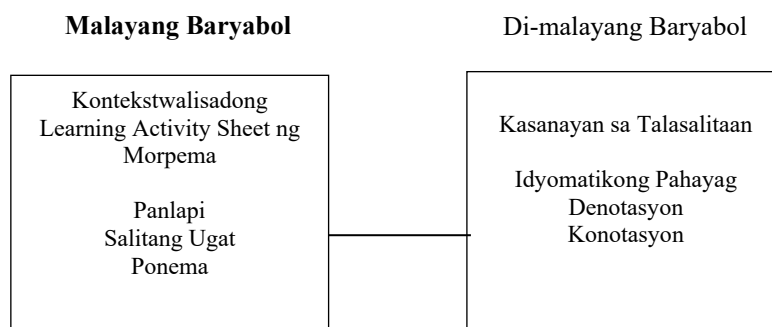 Malayang Baryabol
Di-malayang Baryabol
Kontekstwalisadong
Learning Activity Sheet ng
Morpema
Panlapi
Salitang Ugat
Ponema
Kasanayan sa Talasalitaan
Idyomatikong Pahayag
Denotasyon
Konotasyon